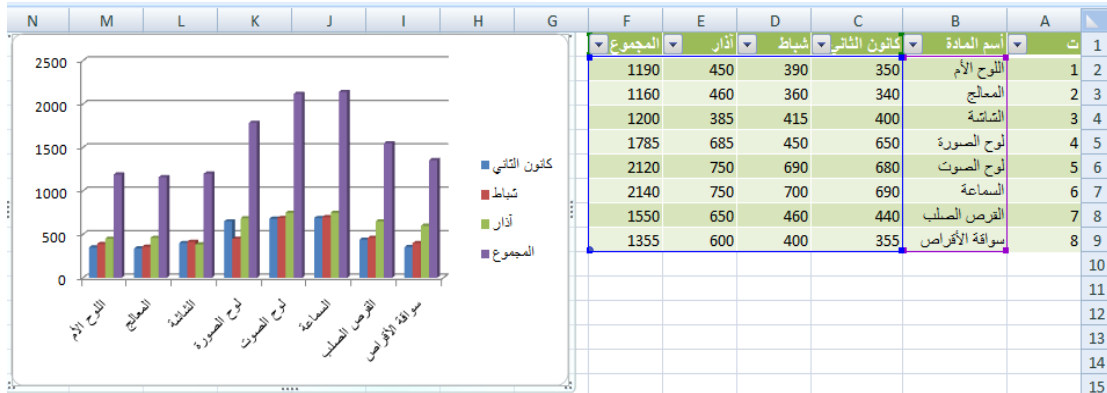 A B C D E F G H I J K L M N
1 ت أسم المادة كانون الثاني شباط آذار المجموع
2 1 اللوح الأم 350 390 450 1190
3 2 المعالج 340 360 460 1160
4 3 الشاشة 400 415 385 1200
5 4 لوح الصورة 650 450 685 1785
6 5 لوح الصوت 680 690 750 2120
7 6 السماعة 690 700 750 2140
8 7 القرص الصلب 440 460 650 1550
9 8 سواقة الأقراص 355 400 600 1355
10
11
12
13
14
15
2500
2000
1500
1000
500
0
كانون الثاني
شباط
آذار
المجموع
اللوح الأم
المعالج
الشاشة
لوح الصورة
لوح الصوت
السماعة
القرص الصلب
سواقة الأقراص